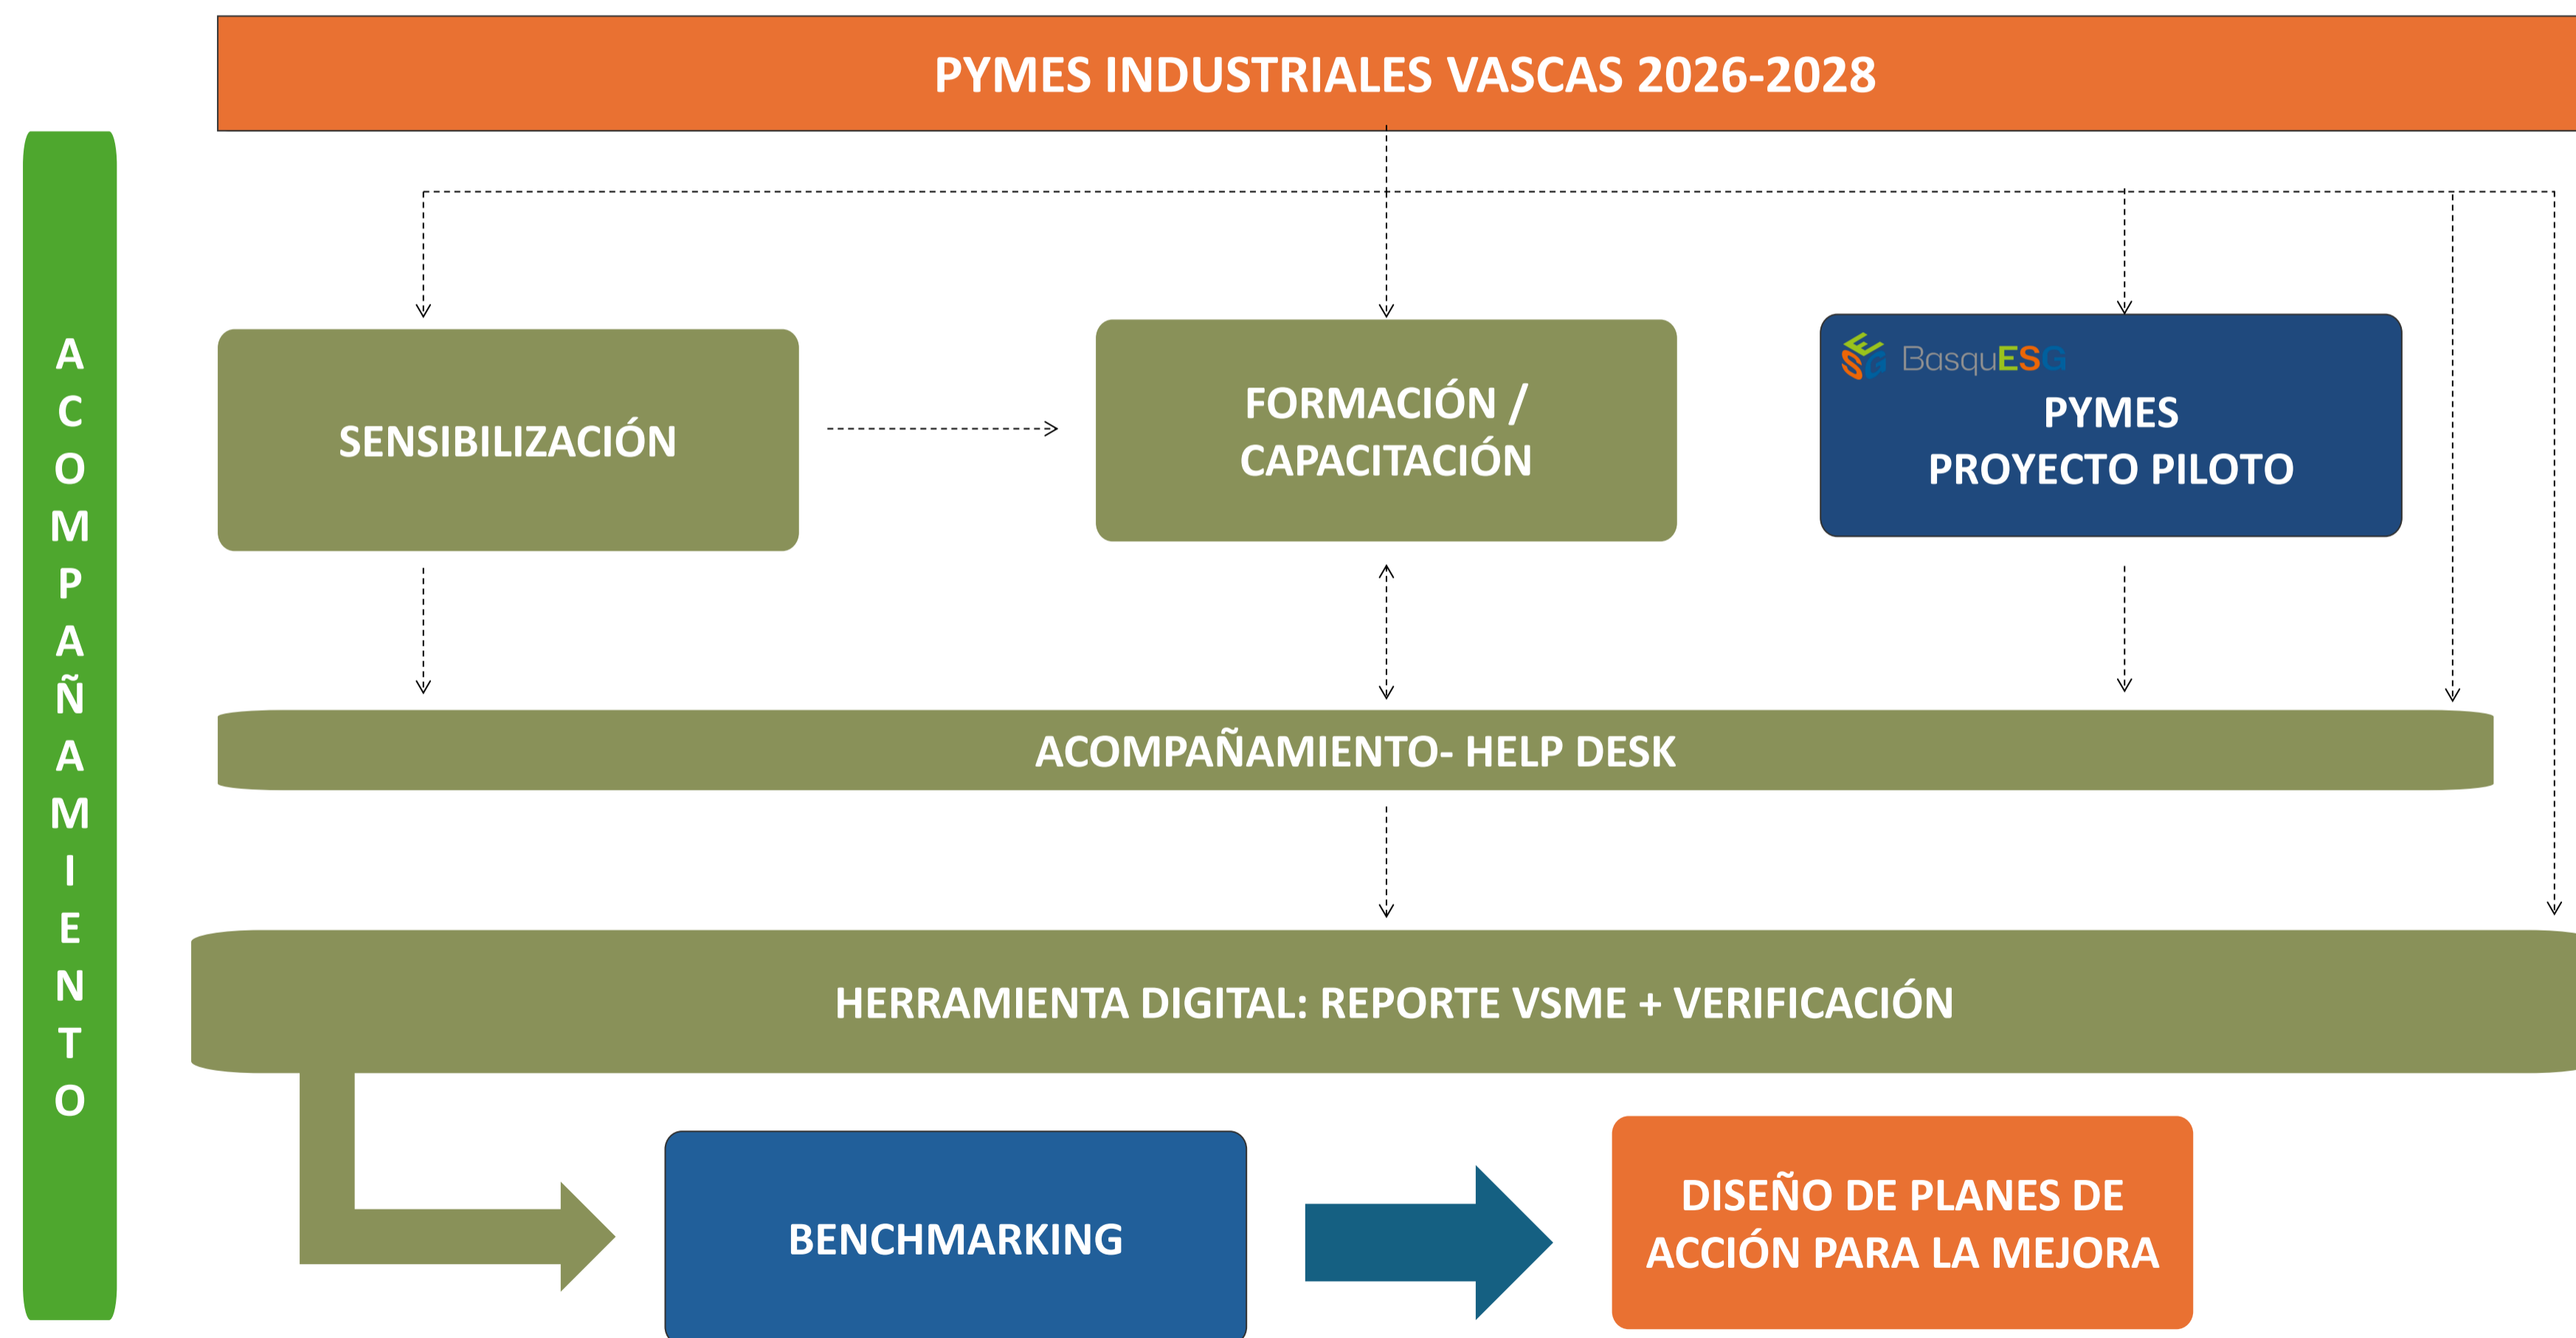 PYMES INDUSTRIALES VASCAS 2026-2028
ACOMPAÑAMIENTO
SENSIBILIZACIÓN
FORMACIÓN /
CAPACITACIÓN
BasquESG
PYMES
PROYECTO PILOTO
ACOMPAÑAMIENTO- HELP DESK
HERRAMIENTA DIGITAL: REPORTE VSME + VERIFICACIÓN
BENCHMARKING
DISEÑO DE PLANES DE
ACCIÓN PARA LA MEJORA